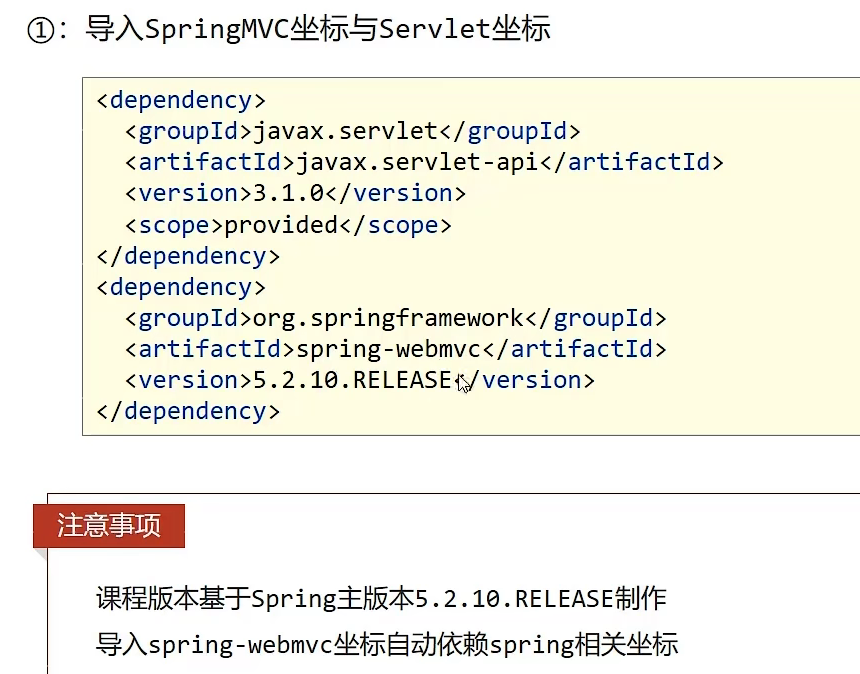 ①：导入SpringMVC坐标与Servlet坐标
<dependency>
  <groupId>javax.servlet</groupId>
  <artifactId>javax.servlet-api</artifactId>
  <version>3.1.0</version>
  <scope>provided</scope>
</dependency>
<dependency>
  <groupId>org.springframework</groupId>
  <artifactId>spring-webmvc</artifactId>
  <version>5.2.10.RELEASE</version>
</dependency>
注意事项
课程版本基于Spring主版本5.2.10.RELEASE制作
导入spring-webmvc坐标自动依赖spring相关坐标